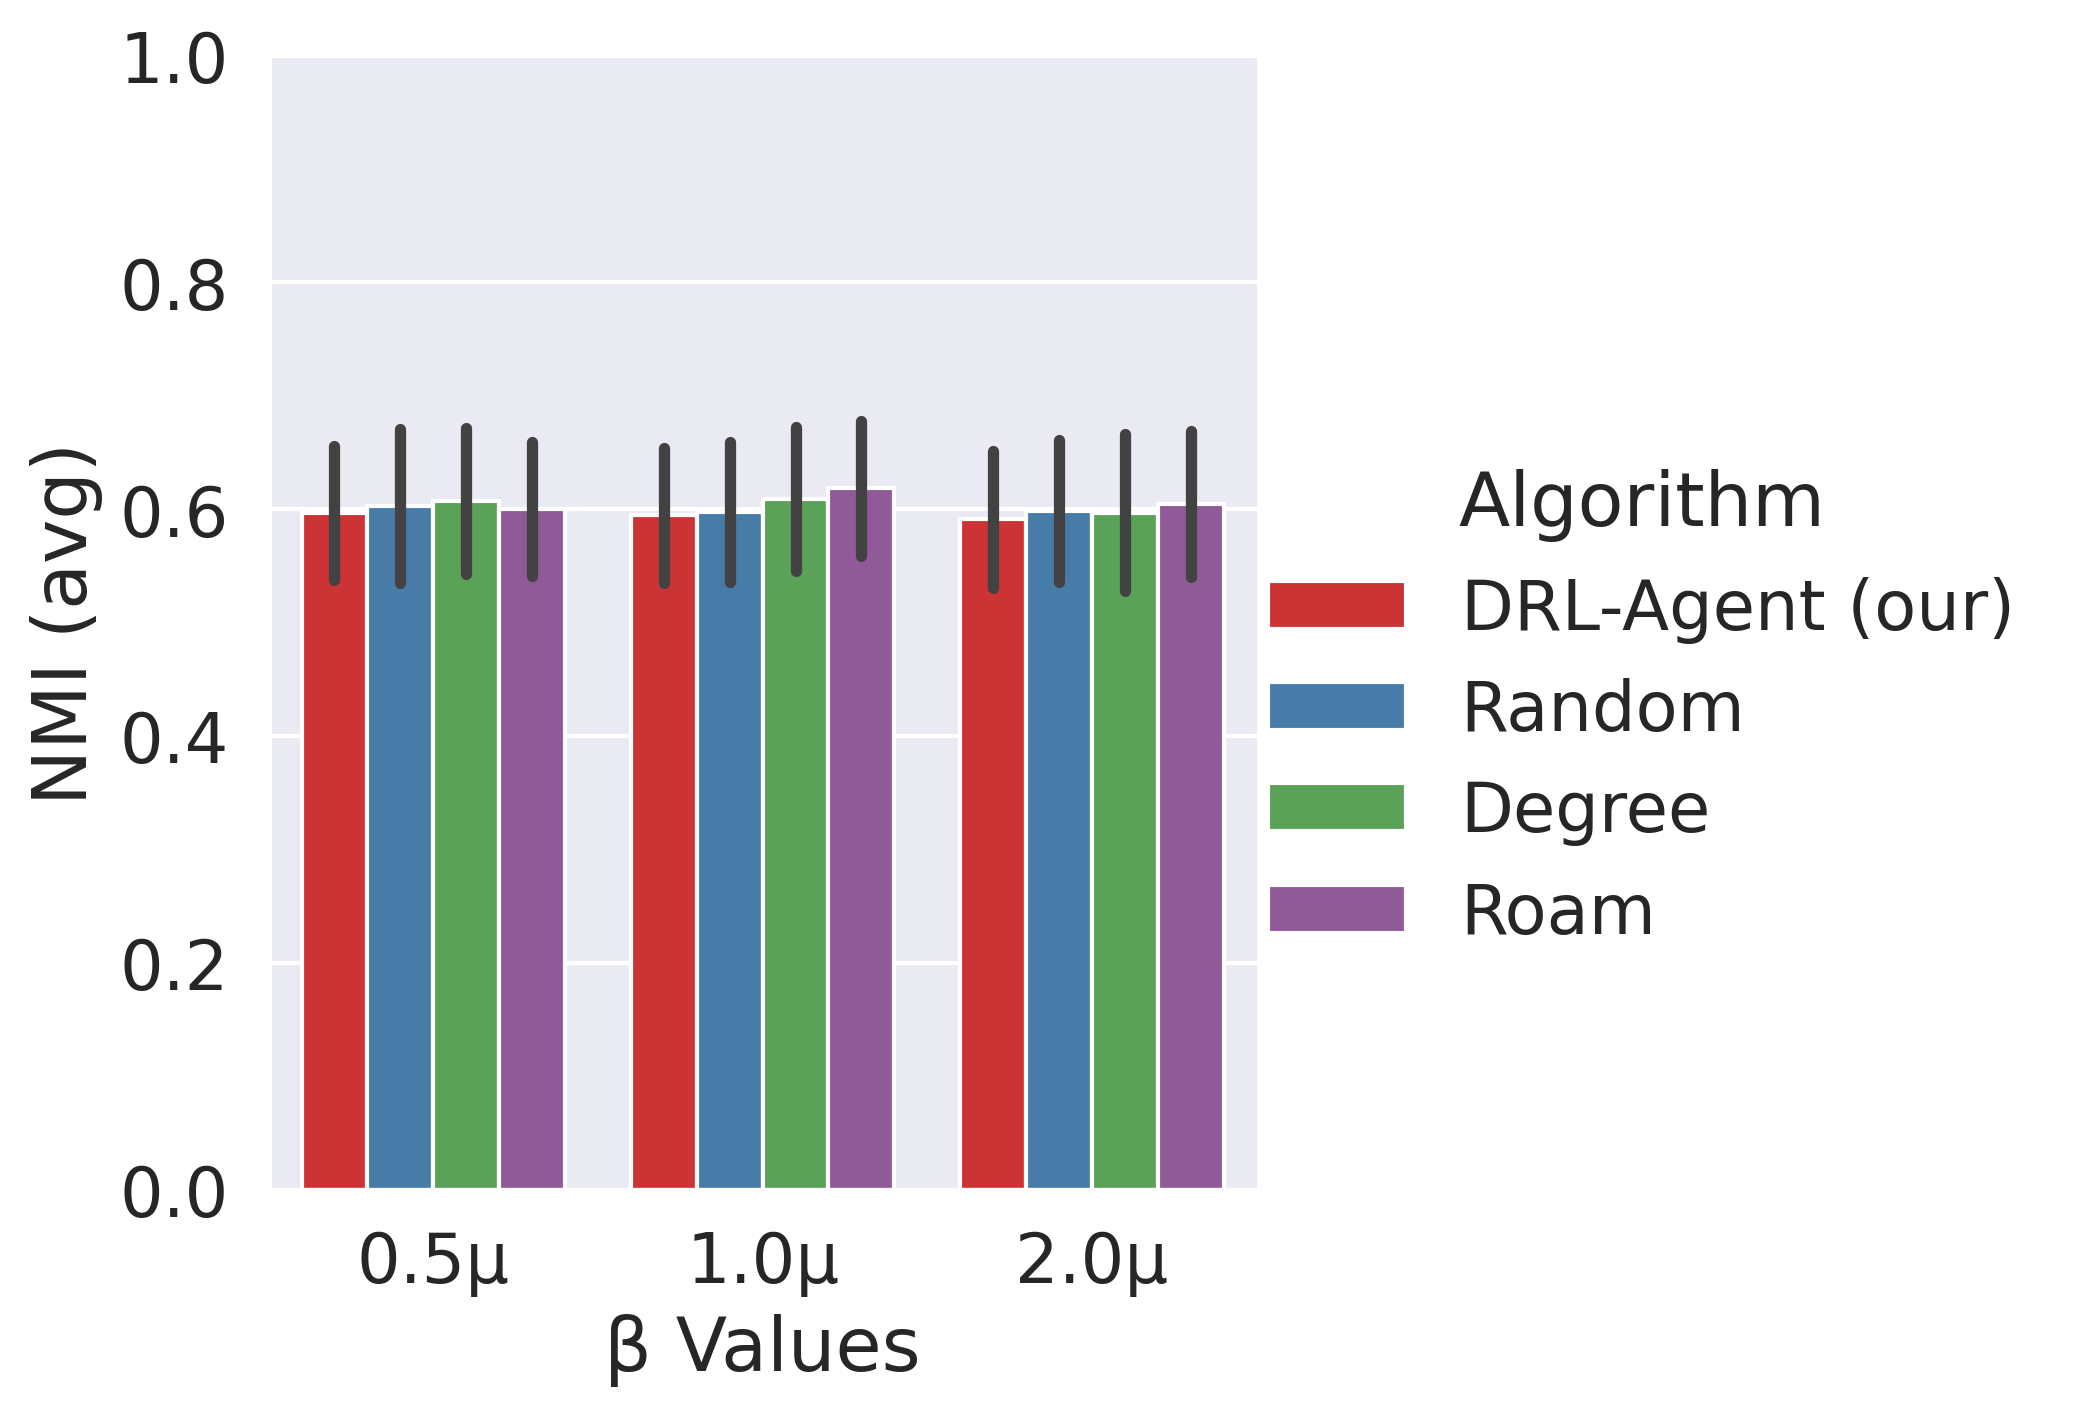 1.0
0.8
0.6
0.4
0.2
0.0
NMI (avg)
0.5μ 1.0μ 2.0μ
β Values
Algorithm
DRL-Agent (our)
Random
Degree
Roam